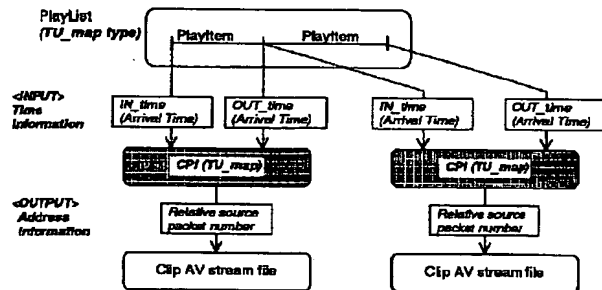 PlayList
(TU_map type)
PlayItem PlayItem
<INPUT>
Time
Information
IN_time
(Arrival Time)
OUT_time
(Arrival Time)
IN_time
(Arrival Time)
OUT_time
(Arrival Time)
CPI (TU_map)
CPI (TU_map)
<OUTPUT>
Address
Information
Relative source
packet number
Relative source
packet number
Clip AV stream file
Clip AV stream file